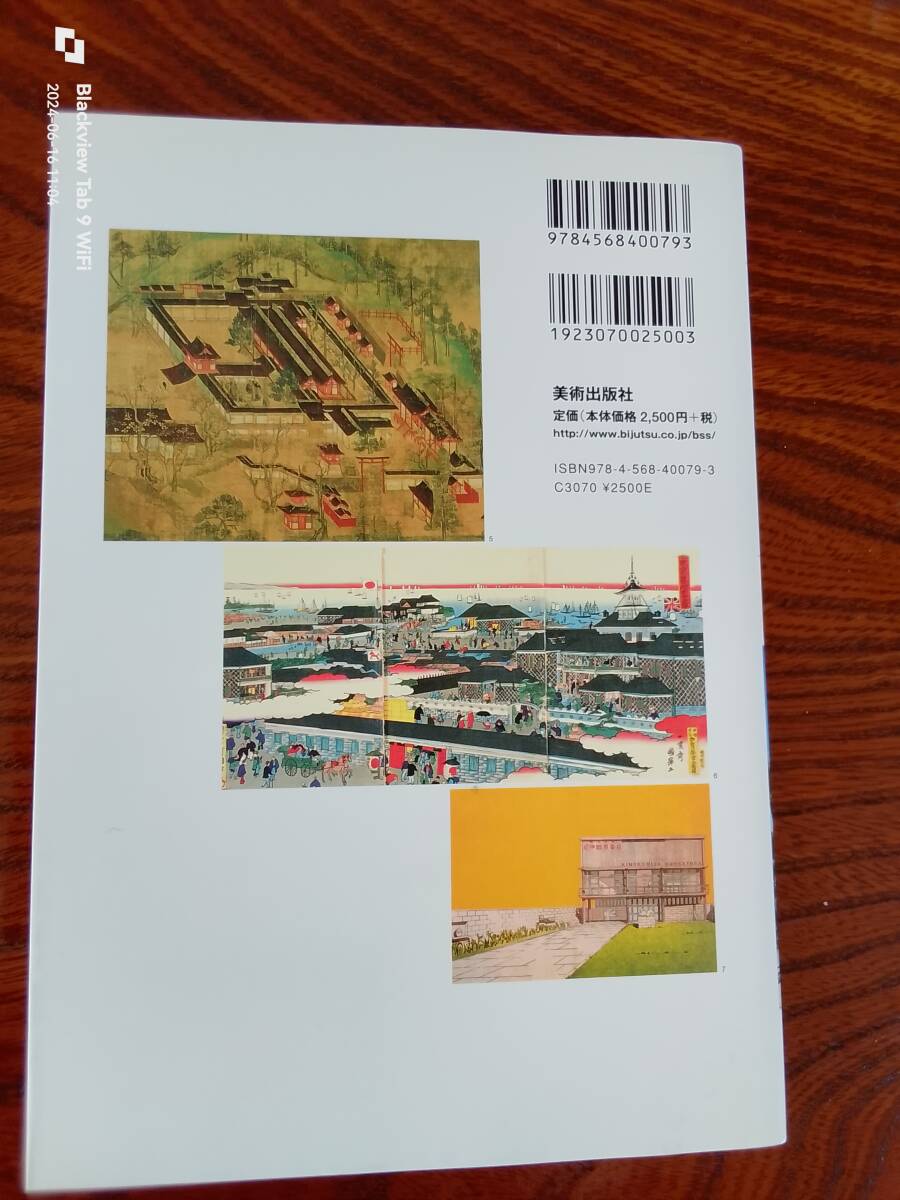 Blackview Tab 9 WiFi
2024-06-16 11:04
9784568400793
1923070025003
美術出版社
定価(本体価格 2,500円+税)
http://www.bijutsu.co.jp/bss/
ISBN978-4-568-40079-3
C3070 ¥2500E
5
6
KINOKUNIYA BOOKSTORE
7